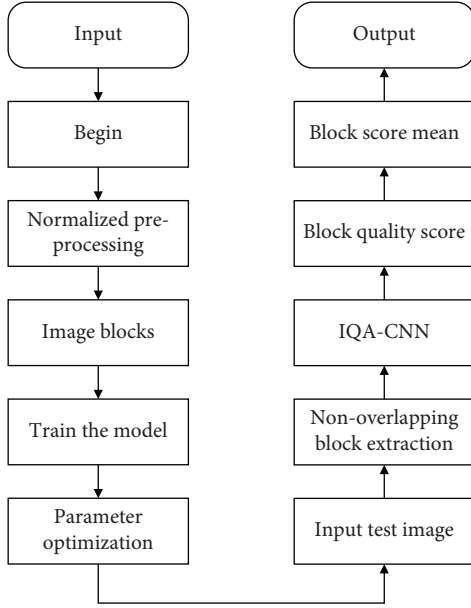 Input
Begin
Normalized pre-
processing
Image blocks
Train the model
Parameter
optimization
Output
Block score mean
Block quality score
IQA-CNN
Non-overlapping
block extraction
Input test image